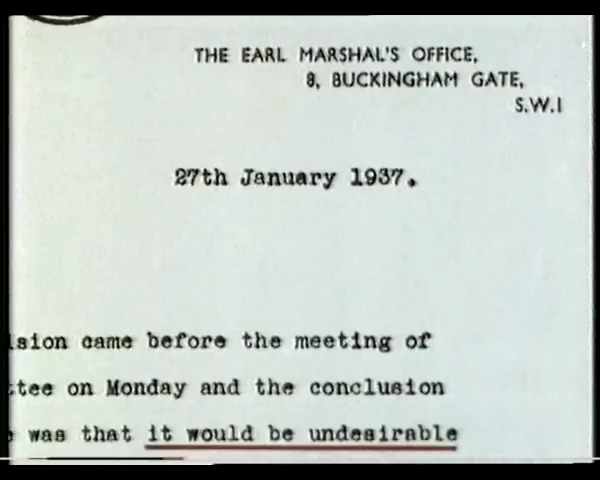 THE EARL MARSHAL'S OFFICE,
8, BUCKINGHAM GATE,
S.W.1
27th January 1937.
came before the meeting of
on Monday and the conclusion
was that it would be undesirable